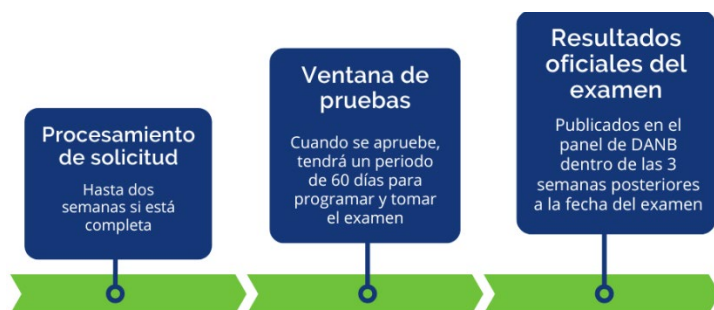 Procesamiento
de solicitud
Hasta dos
semanas si está
completa
Ventana de
pruebas
Cuando se apruebe,
tendrá un periodo
de 60 días para
programar y tomar
el examen
Resultados
oficiales del
examen
Publicados en el
panel de DANB
dentro de las 3
semanas posteriores
a la fecha del examen